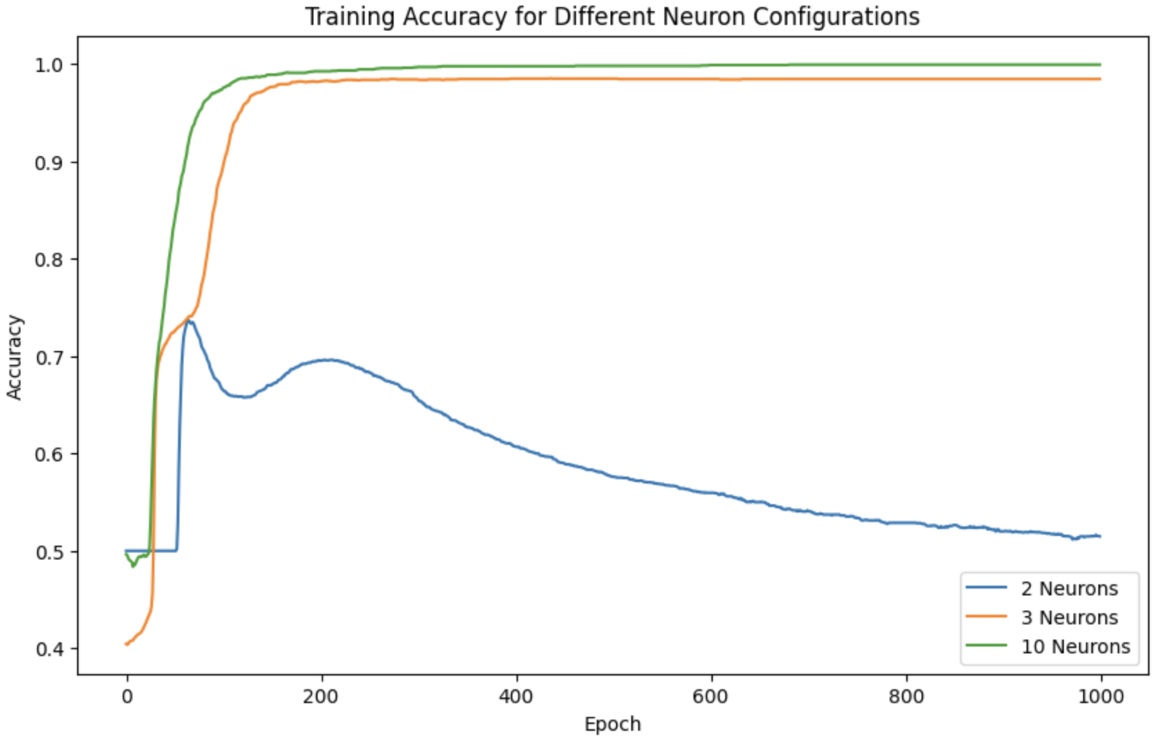 Training Accuracy for Different Neuron Configurations
Accuracy
1.0
0.9
0.8
0.7
0.6
0.5
0.4
0
200
400
600
800
1000
Epoch
2 Neurons
3 Neurons
10 Neurons